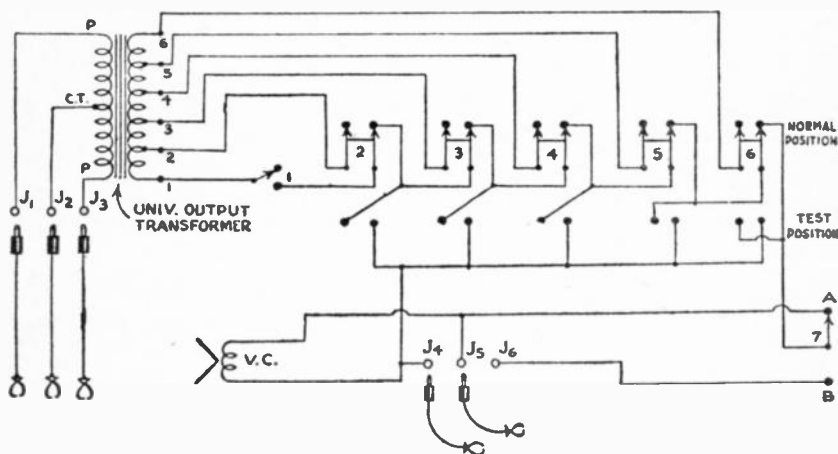 P
C.T.
P
6
5
4
3
2
1
J1
J2
J3
UNIV. OUTPUT
TRANSFORMER
1
2
3
4
5
6
NORMAL
POSITION
TEST
POSITION
V.C.
J4
J5
J6
A
7
B